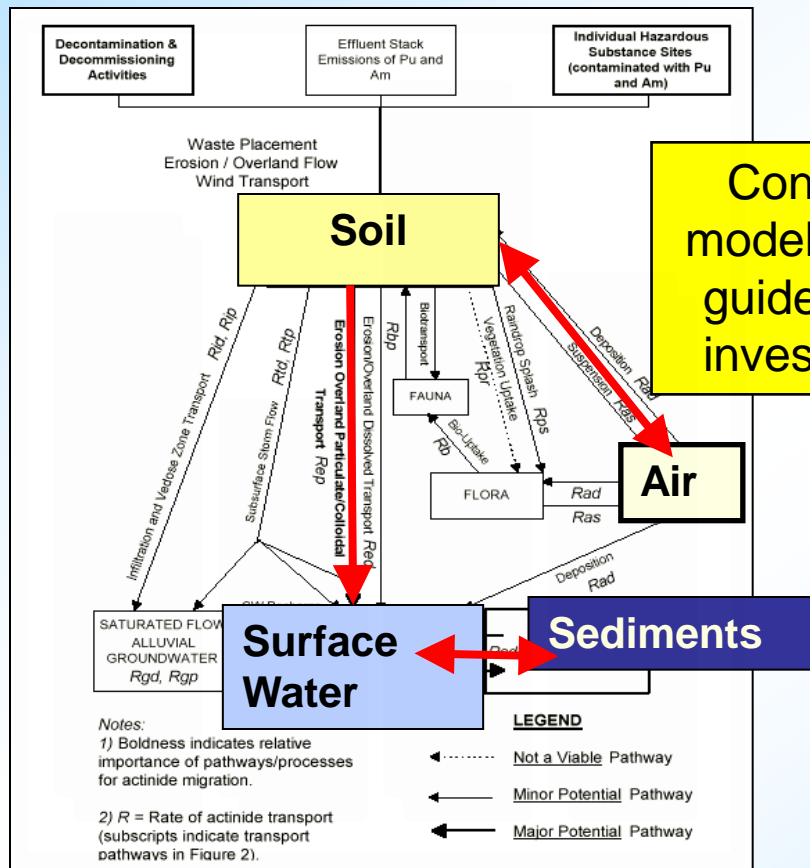 Decontamination &
Decommissioning
Activities
Effluent Stack
Emissions of Pu and
Am
Individual Hazardous
Substance Sites
(contaminated with Pu
and Am)
Waste Placement
Erosion / Overland Flow
Wind Transport
Soil
model
guide
Infiltration and Vedose Zone Transport Rid, Rip
Subsurface Storm Flow Rtd, Rtp
Erosion Overland Particulate/Colloidal
Transport Rep
Erosion/Overland Dissolved Transport Red
Rbp
Biotransport
FAUNA
Bio-Uptake
Rb
Vegetation Uptake
Rpr
Raindrop Splash Rps
Deposition Rad
Suspension Ras
FLORA
Rad
Ras
Air
Deposition
Rad
SATURATED FLOW
ALLUVIAL
GROUNDWATER
Rgd, Rgp
Surface
Water
Sediments
Notes:
1) Boldness indicates relative
importance of pathways/processes
for actinide migration.
2) R = Rate of actinide transport
(subscripts indicate transport
pathways in Figure 2).
LEGEND
Not a Viable Pathway
Minor Potential Pathway
Major Potential Pathway